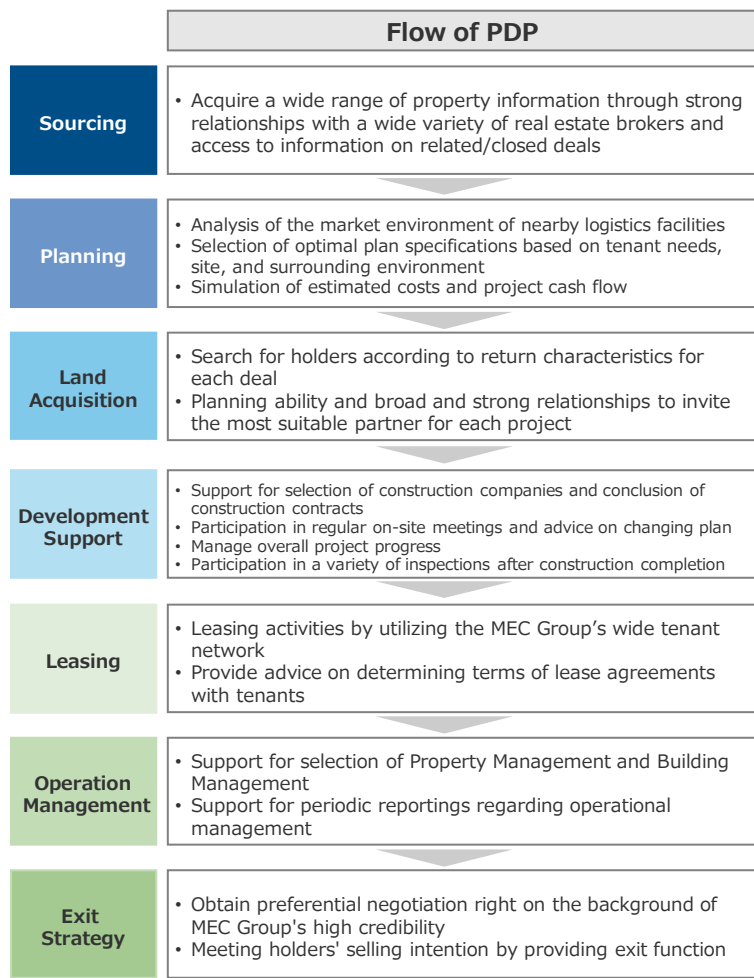 Flow of PDP
Sourcing
• Acquire a wide range of property information through strong
relationships with a wide variety of real estate brokers and
access to information on related/closed deals
Planning
• Analysis of the market environment of nearby logistics facilities
• Selection of optimal plan specifications based on tenant needs,
site, and surrounding environment
• Simulation of estimated costs and project cash flow
Land
Acquisition
• Search for holders according to return characteristics for
each deal
• Planning ability and broad and strong relationships to invite
the most suitable partner for each project
Development
Support
• Support for selection of construction companies and conclusion of
construction contracts
• Participation in regular on-site meetings and advice on changing plan
• Manage overall project progress
• Participation in a variety of inspections after construction completion
Leasing
• Leasing activities by utilizing the MEC Group’s wide tenant
network
• Provide advice on determining terms of lease agreements
with tenants
Operation
Management
• Support for selection of Property Management and Building
Management
• Support for periodic reportings regarding operational
management
Exit
Strategy
• Obtain preferential negotiation right on the background of
MEC Group's high credibility
• Meeting holders' selling intention by providing exit function